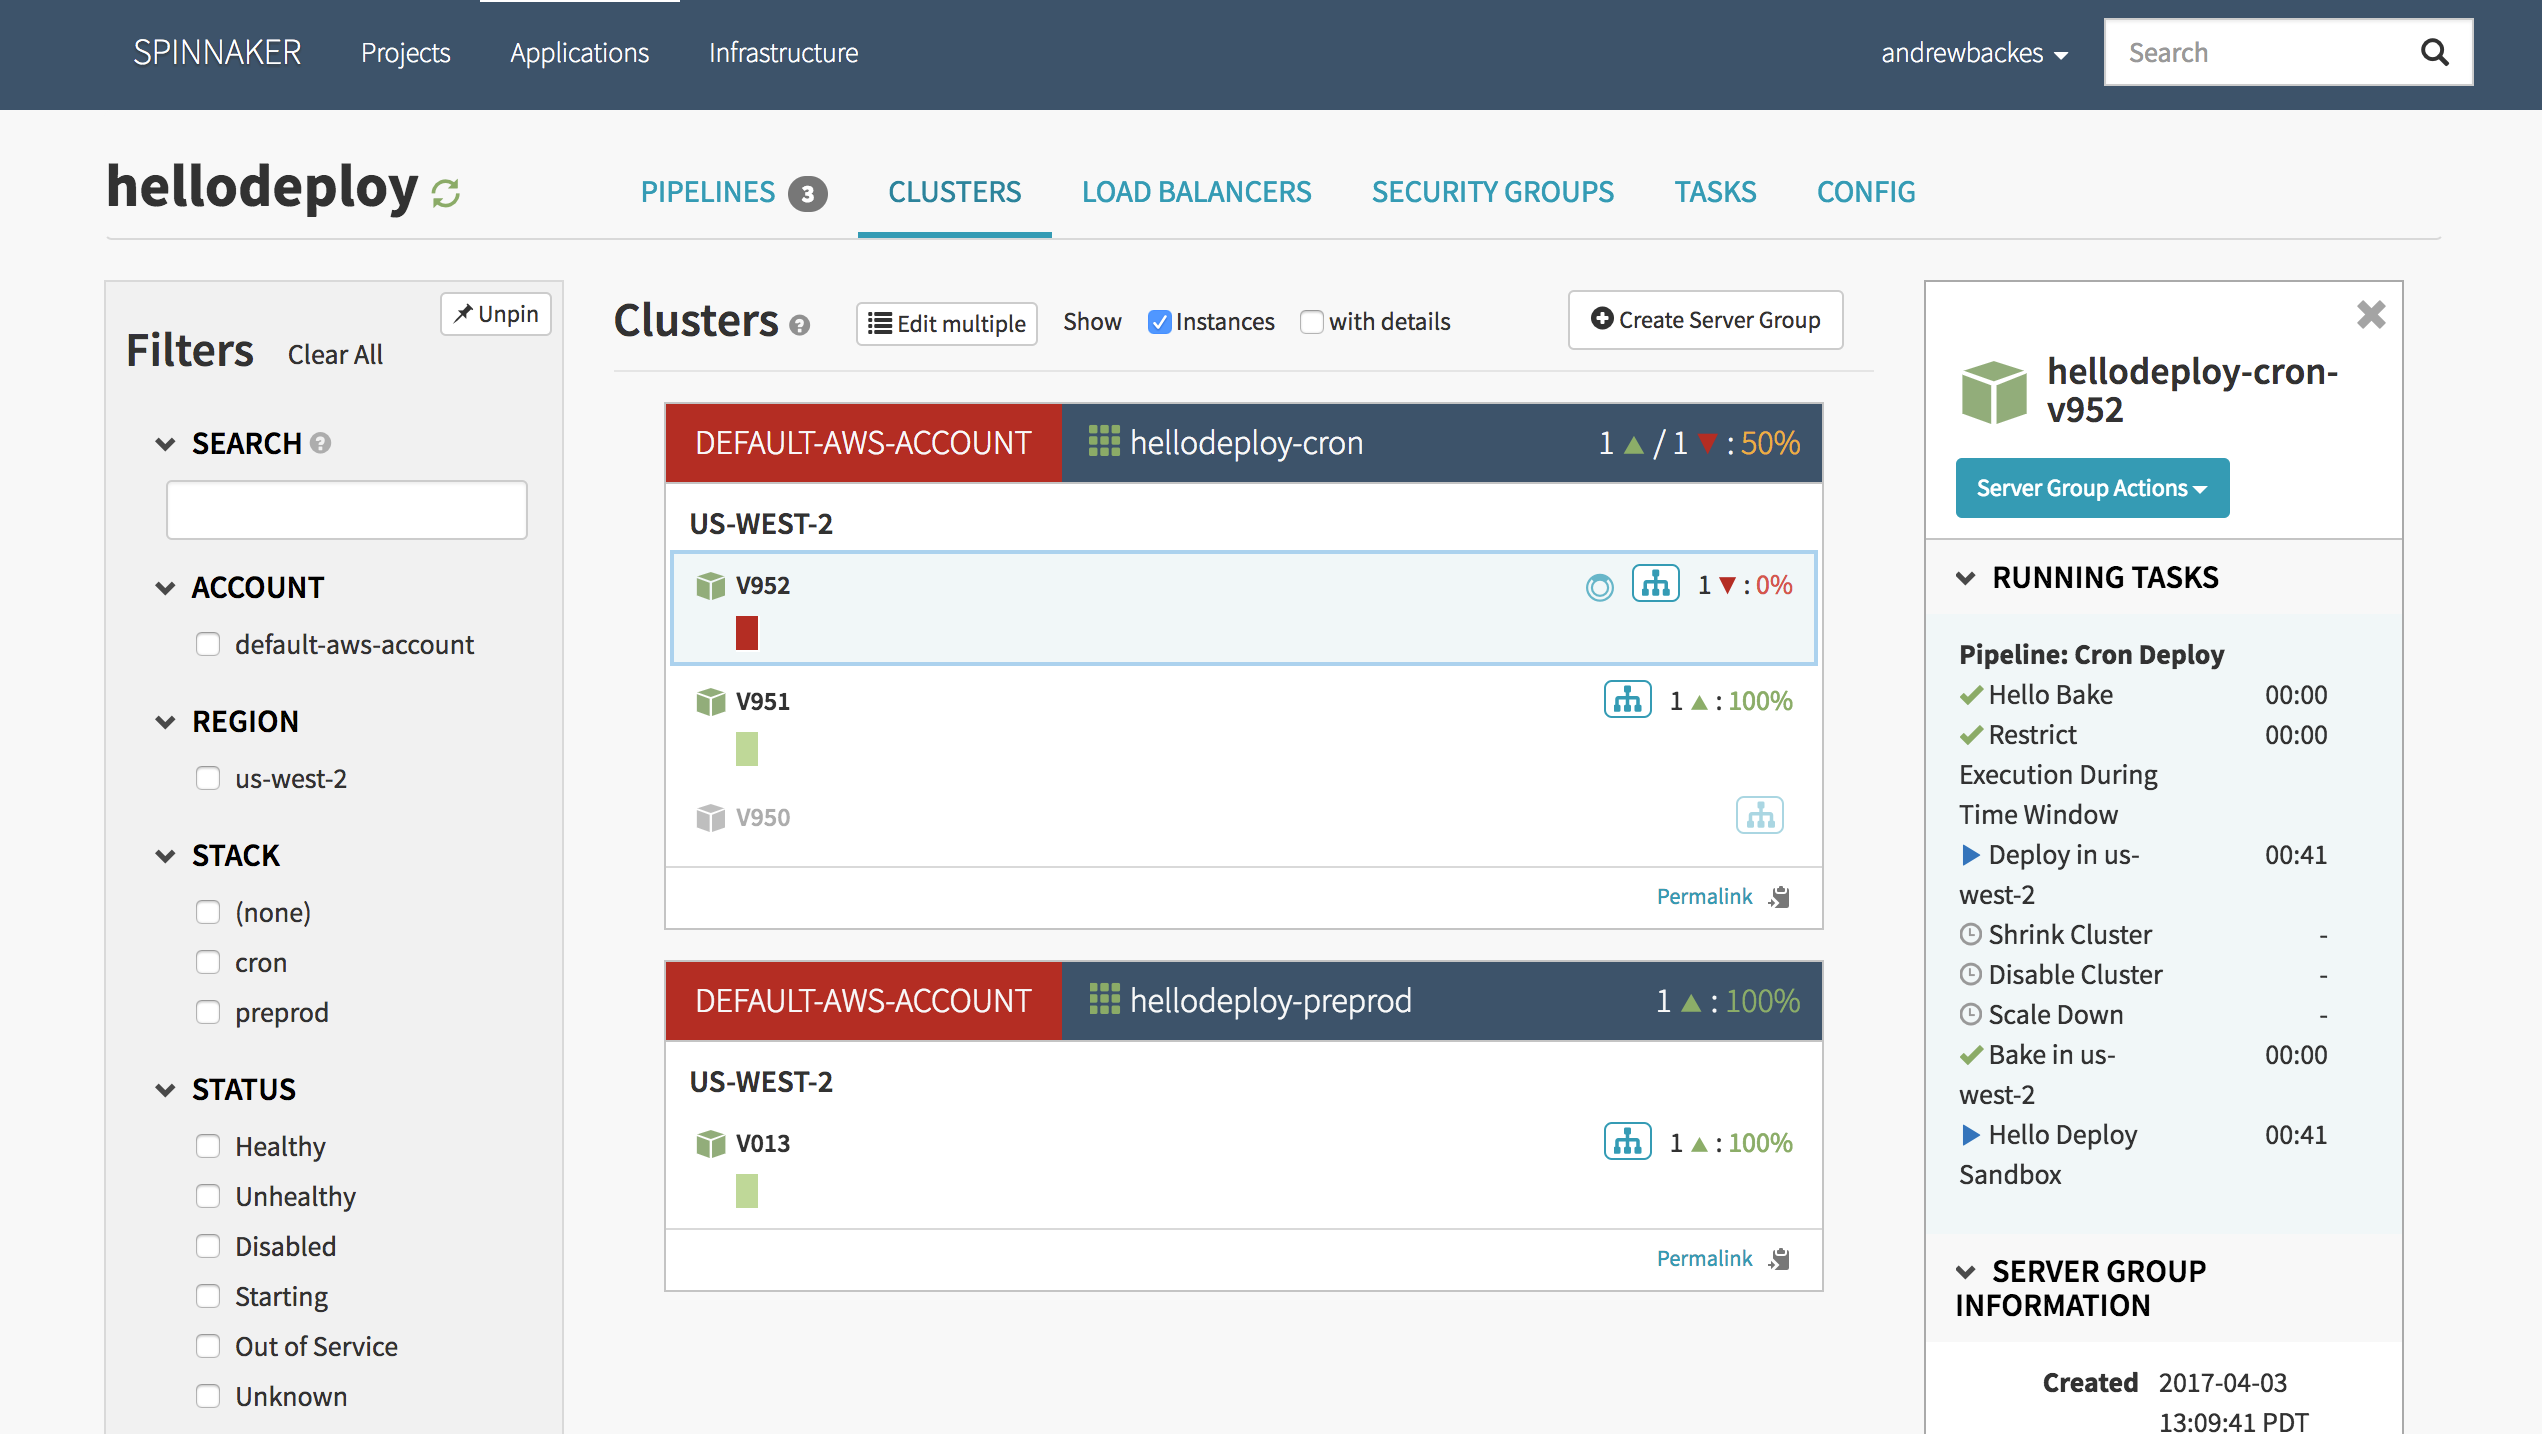 SPINNAKER Projects Applications Infrastructure andrewbackes Search
hellodeploy PIPELINES 3 CLUSTERS LOAD BALANCERS SECURITY GROUPS TASKS CONFIG
Unpin
Filters Clear All
SEARCH ?
ACCOUNT
default-aws-account
REGION
us-west-2
STACK
(none)
cron
preprod
STATUS
Healthy
Unhealthy
Disabled
Starting
Out of Service
Unknown
Clusters ? Edit multiple Show Instances with details Create Server Group
DEFAULT-AWS-ACCOUNT hellodeploy-cron 1 ▲ / 1 ▼ : 50%
US-WEST-2
V952 1 ▼ : 0%
V951 1 ▲ : 100%
V950
Permalink
DEFAULT-AWS-ACCOUNT hellodeploy-preprod 1 ▲ : 100%
US-WEST-2
V013 1 ▲ : 100%
Permalink
hellodeploy-cron-
v952
Server Group Actions
RUNNING TASKS
Pipeline: Cron Deploy
Hello Bake 00:00
Restrict 00:00
Execution During
Time Window
Deploy in us- 00:41
west-2
Shrink Cluster -
Disable Cluster -
Scale Down -
Bake in us- 00:00
west-2
Hello Deploy 00:41
Sandbox
SERVER GROUP
INFORMATION
Created 2017-04-03
13:09:41 PDT